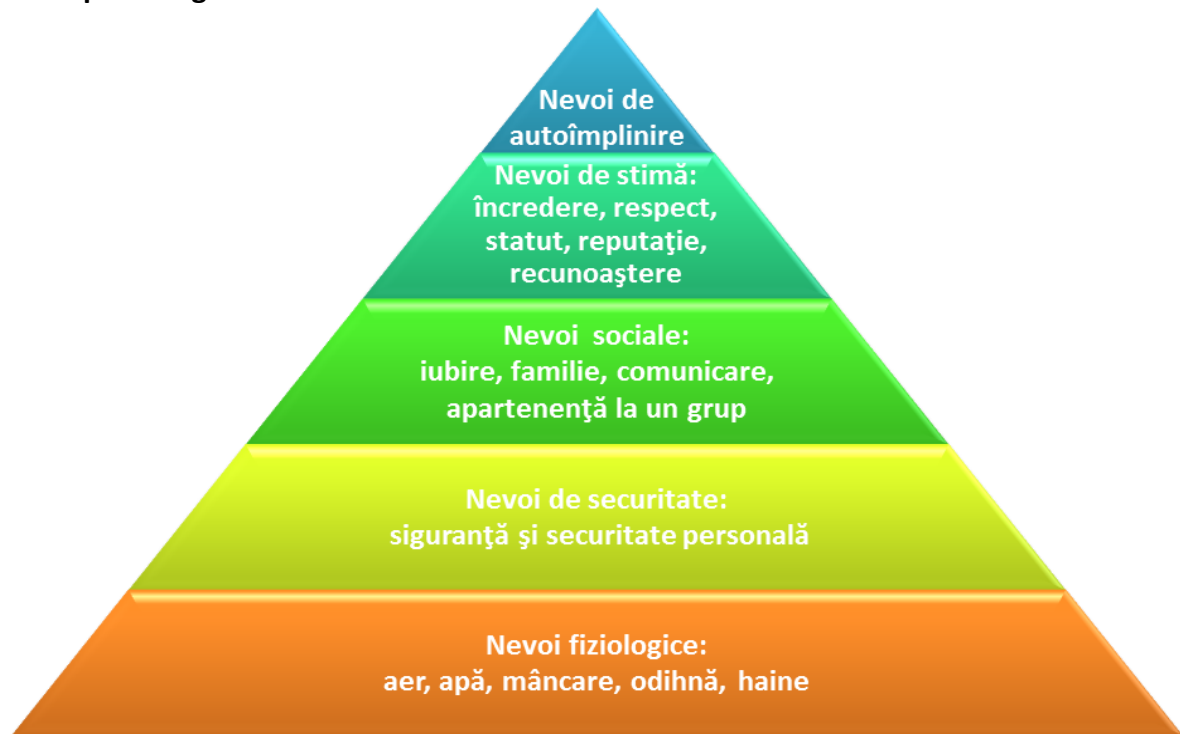 Nevoi de
autoîmplinire
Nevoi de stimă:
încredere, respect,
statut, reputaţie,
recunoaştere
Nevoi sociale:
iubire, familie, comunicare,
apartenenţă la un grup
Nevoi de securitate:
siguranţă şi securitate personală
Nevoi fiziologice:
aer, apă, mâncare, odihnă, haine